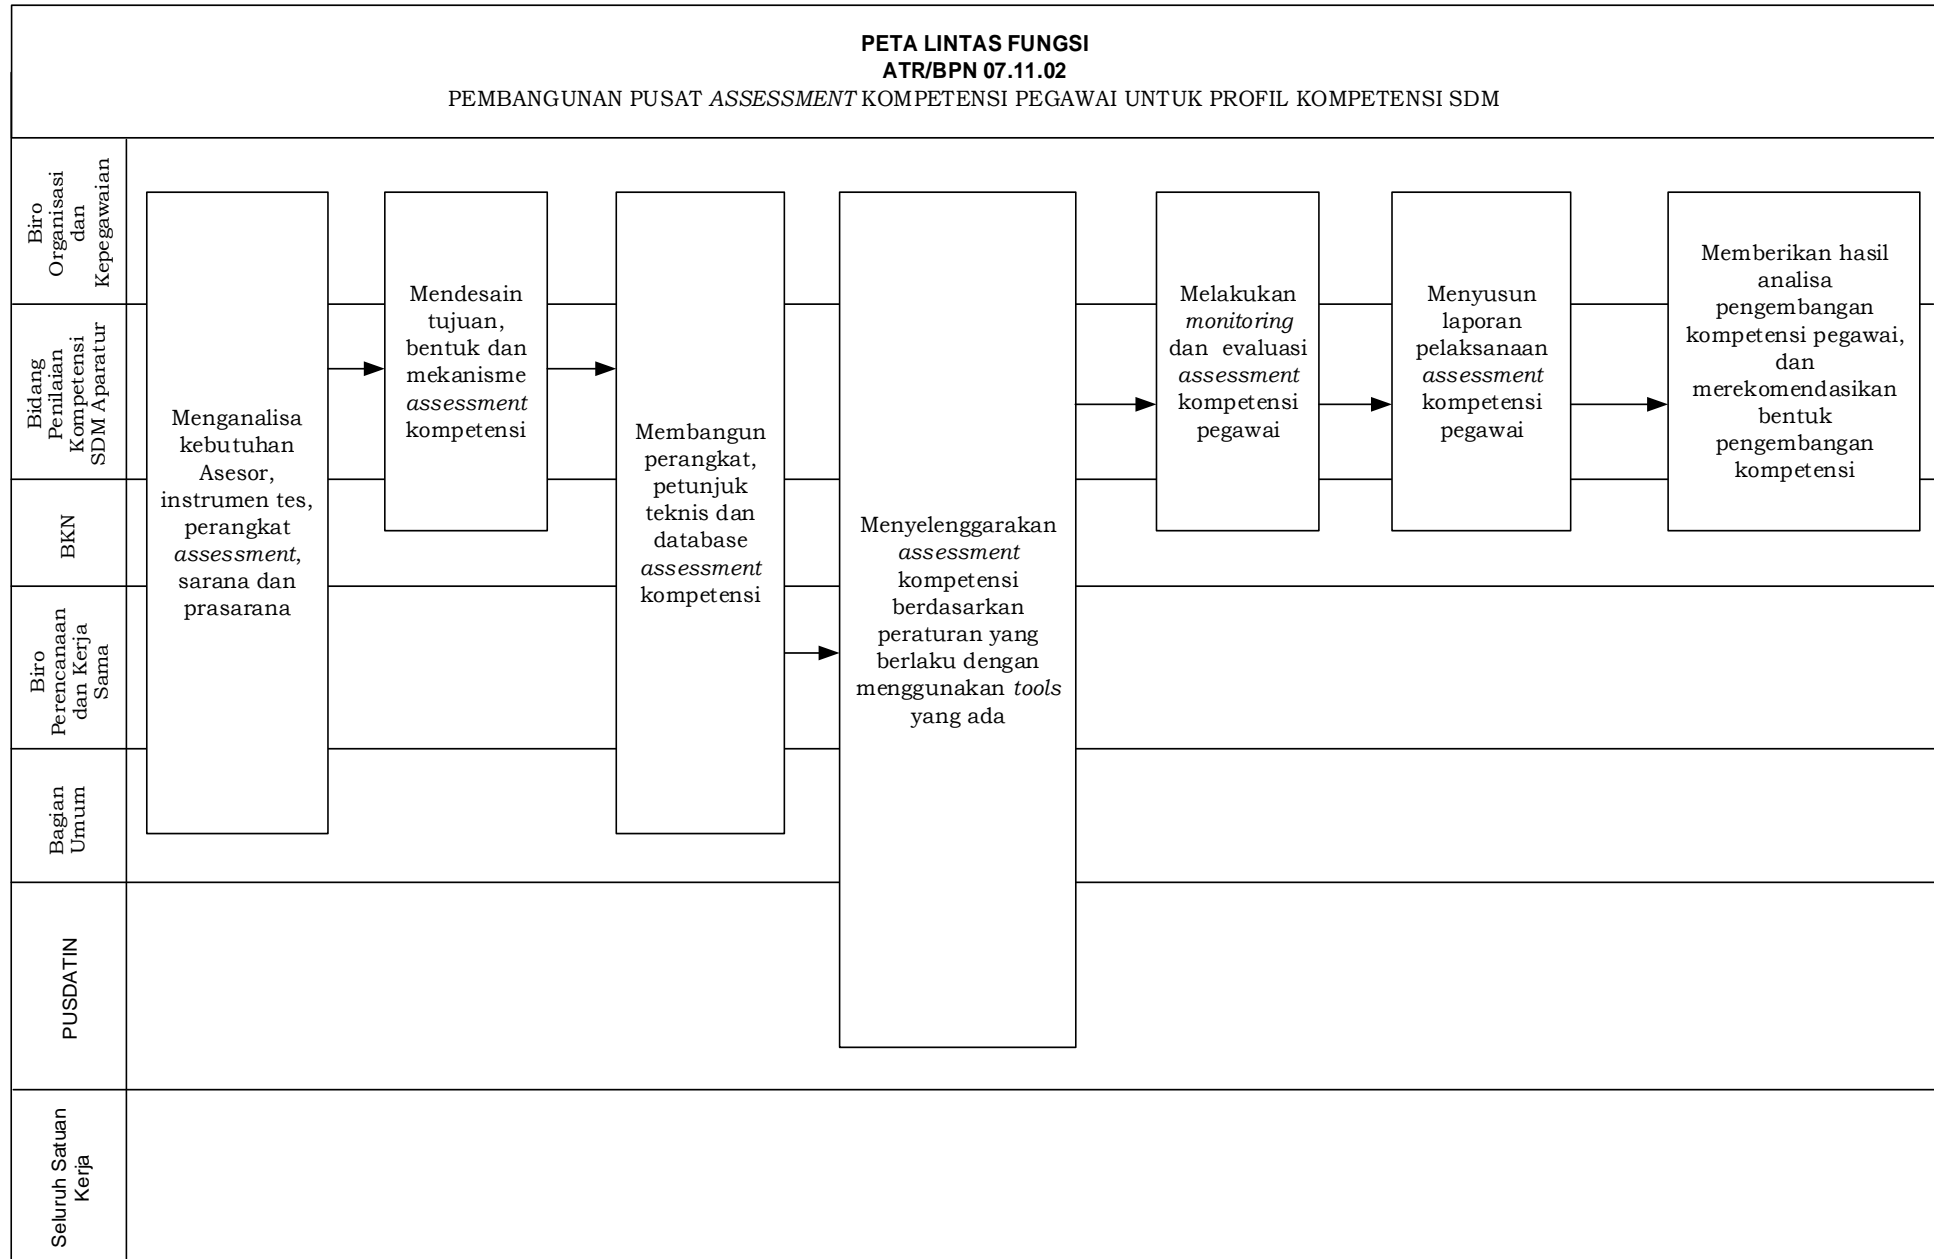 PETA LINTAS FUNGSI
ATR/BPN 07.11.02
PEMBANGUNAN PUSAT ASSESSMENT KOMPETENSI PEGAWAI UNTUK PROFIL KOMPETENSI SDM
Biro
Organisasi
dan
Kepegawaian
Bidang
Penilaian
Kompetensi
SDM Aparatur
BKN
Biro
Perencanaan
dan Kerja
Sama
Bagian
Umum
PUSDATIN
Seluruh Satuan
Kerja
Menganalisa
kebutuhan
Asesor,
instrumen tes,
perangkat
assessment,
sarana dan
prasarana
Mendesain
tujuan,
bentuk dan
mekanisme
assessment
kompetensi
Membangun
perangkat,
petunjuk
teknis dan
database
assessment
kompetensi
Menyelenggarakan
assessment
kompetensi
berdasarkan
peraturan yang
berlaku dengan
menggunakan tools
yang ada
Melakukan
monitoring
dan evaluasi
assessment
kompetensi
pegawai
Menyusun
laporan
pelaksanaan
assessment
kompetensi
pegawai
Memberikan hasil
analisa
pengembangan
kompetensi pegawai,
dan
merekomendasikan
bentuk
pengembangan
kompetensi